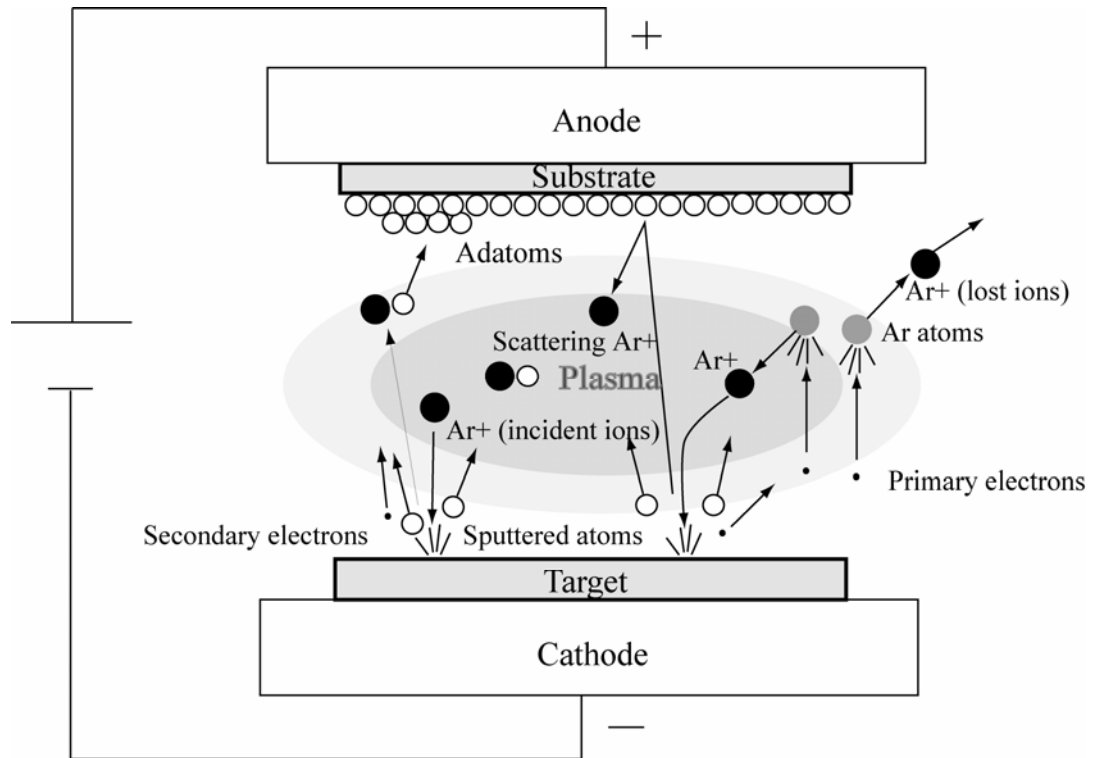 +
Anode
Substrate
Adatoms
Ar+ (lost ions)
Ar atoms
Scattering Ar+
Ar+
Plasma
Ar+ (incident ions)
Primary electrons
Secondary electrons
Sputtered atoms
Target
Cathode
—